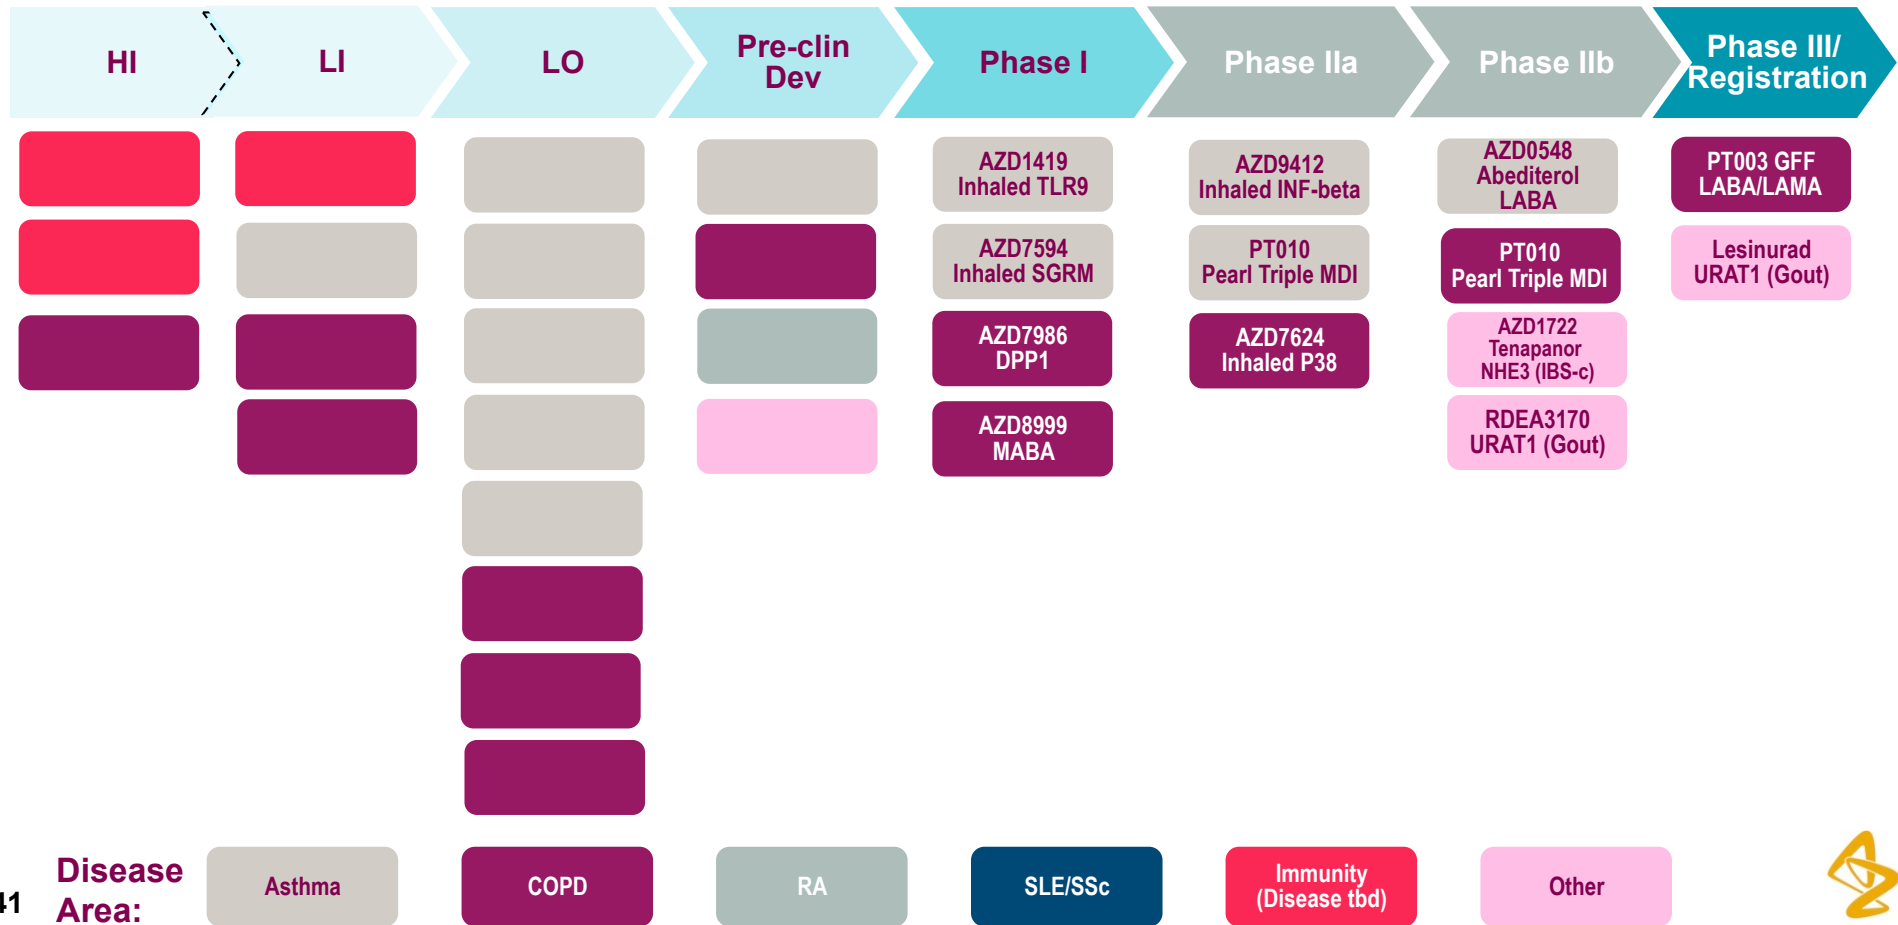 HI
LI
LO
Pre-clin
Dev
Phase I
Phase IIa
Phase IIb
Phase III/
Registration
AZD1419
Inhaled TLR9
AZD7594
Inhaled SGRM
AZD7986
DPP1
AZD8999
MABA
AZD9412
Inhaled INF-beta
PT010
Pearl Triple MDI
AZD7624
Inhaled P38
AZD0548
Abediterol
LABA
PT010
Pearl Triple MDI
AZD1722
Tenapanor
NHE3 (IBS-c)
RDEA3170
URAT1 (Gout)
PT003 GFF
LABA/LAMA
Lesinurad
URAT1 (Gout)
41
Disease
Area:
Asthma
COPD
RA
SLE/SSc
Immunity
(Disease tbd)
Other